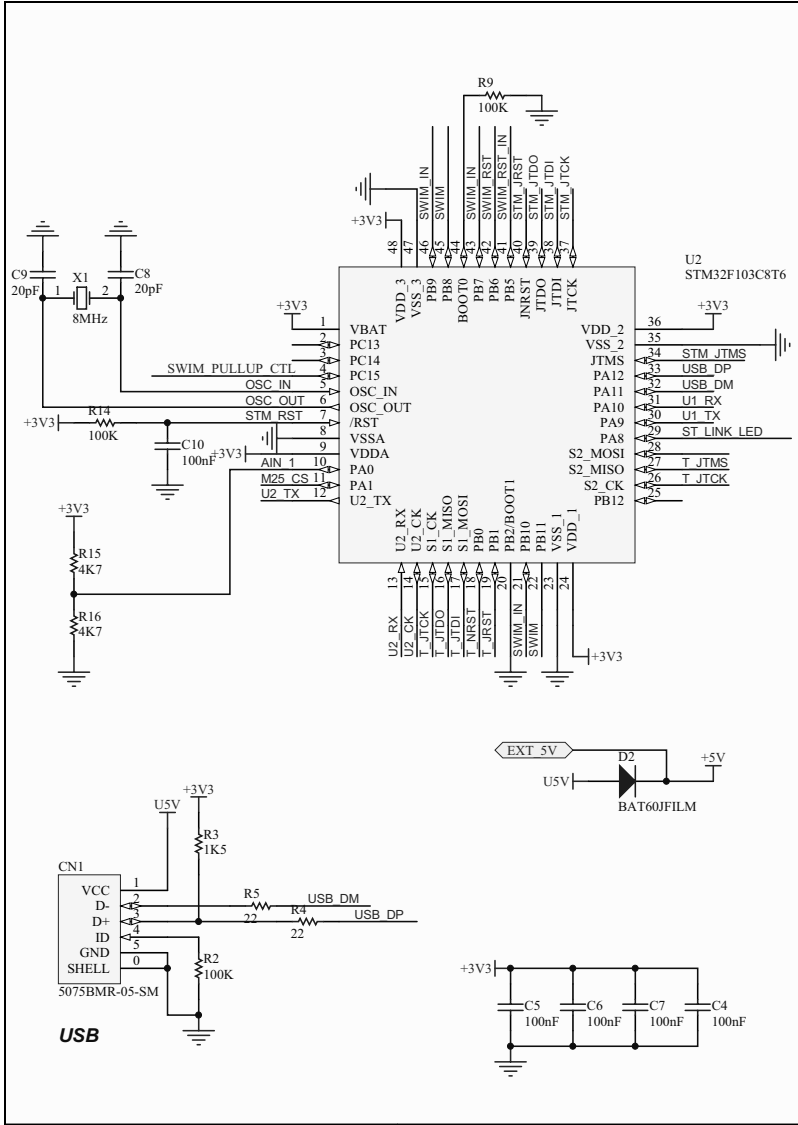 R9
100K
SWIM_IN
SWIM
SWIM_IN
SWIM_RST
SWIM_RST_IN
STM_JRST
STM_JTDO
STM_JTDI
STM_JTCK
+3V3
48
47
46
45
44
43
42
41
40
39
38
37
VDD_3
VSS_3
PB9
PB8
BOOT0
PB7
PB6
PB5
JNRST
JTDO
JTDI
JTCK
U2
STM32F103C8T6
C9
20pF
X1
1
2
8MHz
C8
20pF
+3V3
1
VBAT
2
PC13
3
PC14
SWIM_PULLUP_CTL
4
PC15
OSC_IN
5
OSC_IN
OSC_OUT
6
OSC_OUT
+3V3
R14
100K
STM_RST
7
/RST
C10
100nF
8
VSSA
+3V3
9
VDDA
AIN_1
10
PA0
M25_CS
11
PA1
U2_TX
12
U2_TX
VDD_2
36
+3V3
VSS_2
35
JTMS
34
STM_JTMS
PA12
33
USB_DP
PA11
32
USB_DM
PA10
31
U1_RX
PA9
30
U1_TX
PA8
29
ST_LINK_LED
S2_MOSI
28
S2_MISO
27
T_JTMS
S2_CK
26
T_JTCK
PB12
25
U2_RX
U2_CK
S1_CK
S1_MISO
S1_MOSI
PB0
PB1
PB2/BOOT1
PB10
PB11
VSS_1
VDD_1
13
14
15
16
17
18
19
20
21
22
23
24
U2_RX
U2_CK
T_JTCK
T_JTDO
T_JTDI
T_NRST
T_JRST
SWIM_IN
SWIM
+3V3
+3V3
R15
4K7
R16
4K7
EXT_5V
D2
U5V
+5V
BAT60JFILM
U5V
+3V3
R3
1K5
CN1
VCC
1
D-
2
D+
3
ID
4
GND
5
SHELL
0
5075BMR-05-SM
R5
22
USB_DM
R4
22
USB_DP
R2
100K
USB
+3V3
C5
100nF
C6
100nF
C7
100nF
C4
100nF